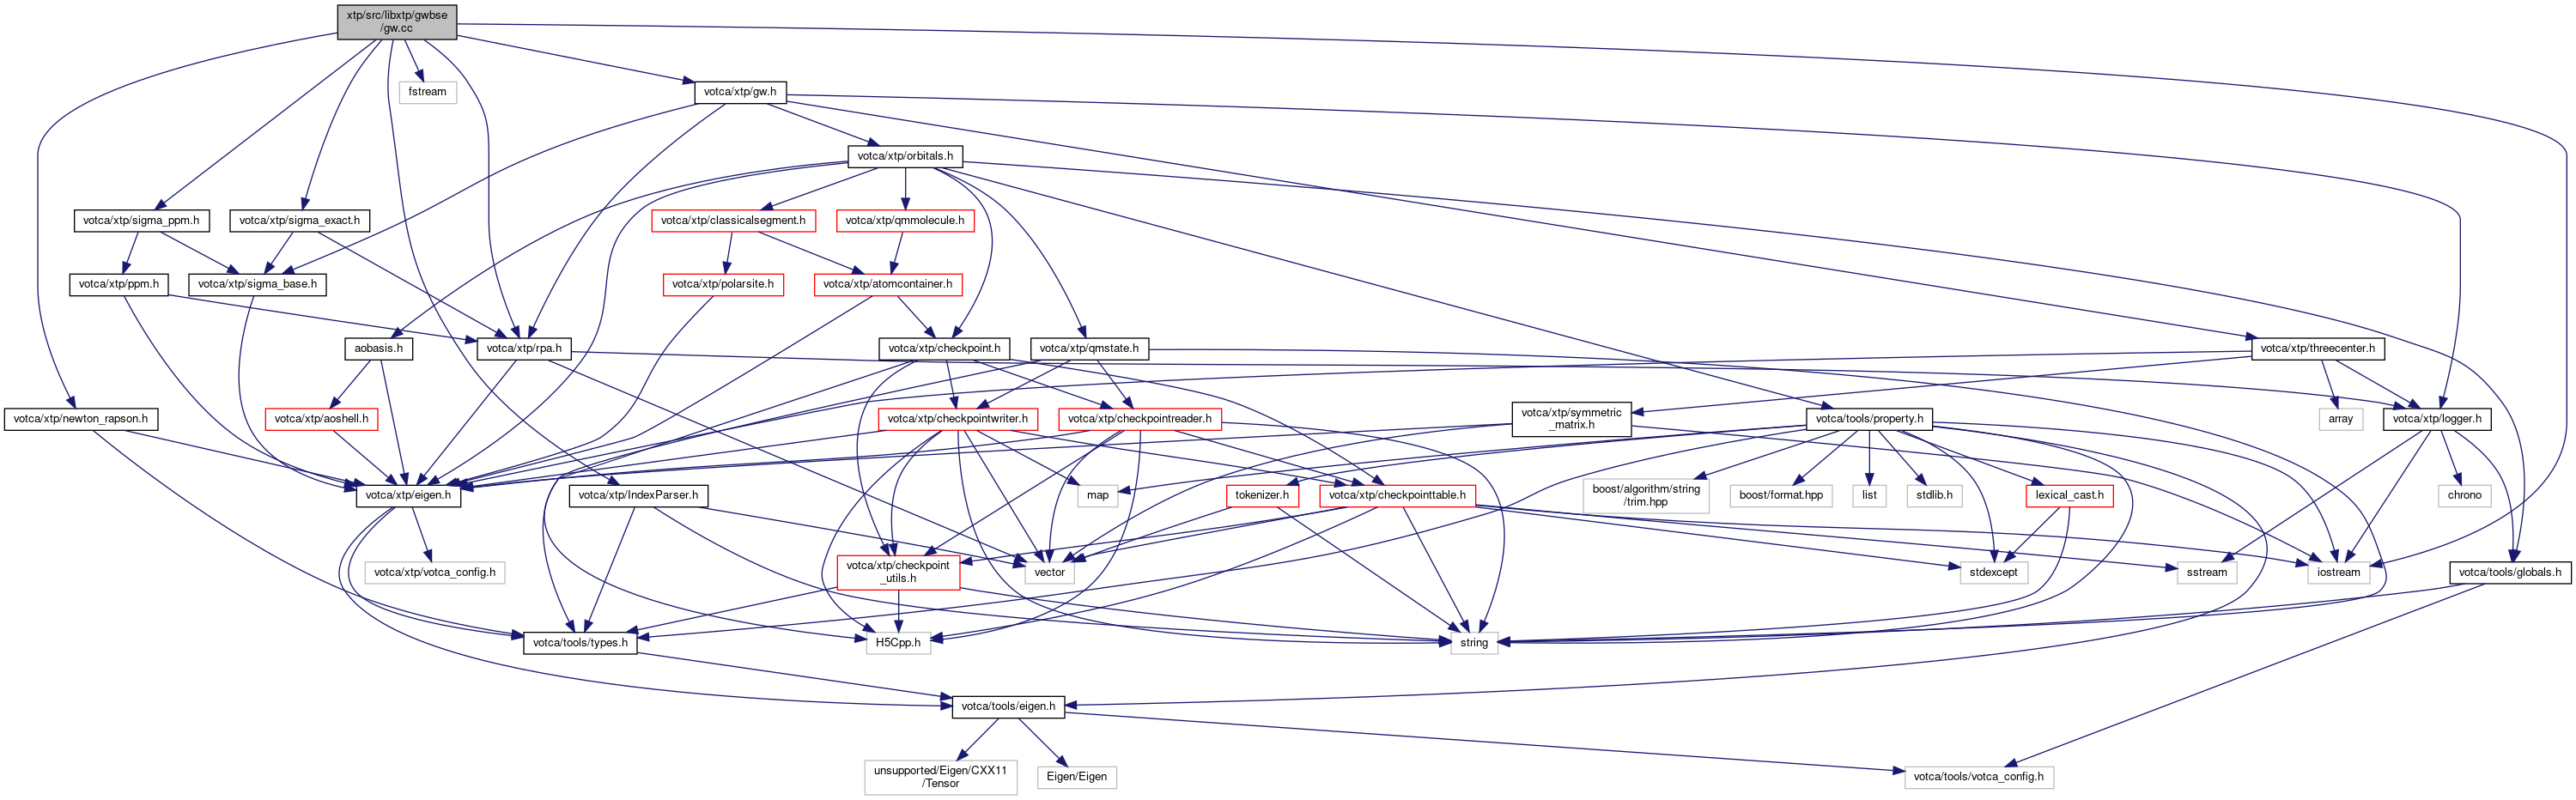 xtp/src/libxtp/gwbse
/gw.cc
fstream
votca/xtp/gw.h
votca/xtp/orbitals.h
votca/xtp/sigma_ppm.h
votca/xtp/sigma_exact.h
votca/xtp/classicalsegment.h
votca/xtp/qmmolecule.h
votca/xtp/ppm.h
votca/xtp/sigma_base.h
votca/xtp/polarsite.h
votca/xtp/atomcontainer.h
aobasis.h
votca/xtp/rpa.h
votca/xtp/checkpoint.h
votca/xtp/qmstate.h
votca/xtp/threecenter.h
votca/xtp/newton_rapson.h
votca/xtp/aoshell.h
votca/xtp/checkpointwriter.h
votca/xtp/checkpointreader.h
votca/xtp/symmetric
_matrix.h
votca/tools/property.h
array
votca/xtp/logger.h
votca/xtp/eigen.h
votca/xtp/IndexParser.h
map
tokenizer.h
votca/xtp/checkpointtable.h
boost/algorithm/string
/trim.hpp
boost/format.hpp
list
stdlib.h
lexical_cast.h
chrono
votca/xtp/votca_config.h
votca/xtp/checkpoint
_utils.h
vector
stdexcept
sstream
iostream
votca/tools/globals.h
votca/tools/types.h
H5Cpp.h
string
votca/tools/eigen.h
unsupported/Eigen/CXX11
/Tensor
Eigen/Eigen
votca/tools/votca_config.h